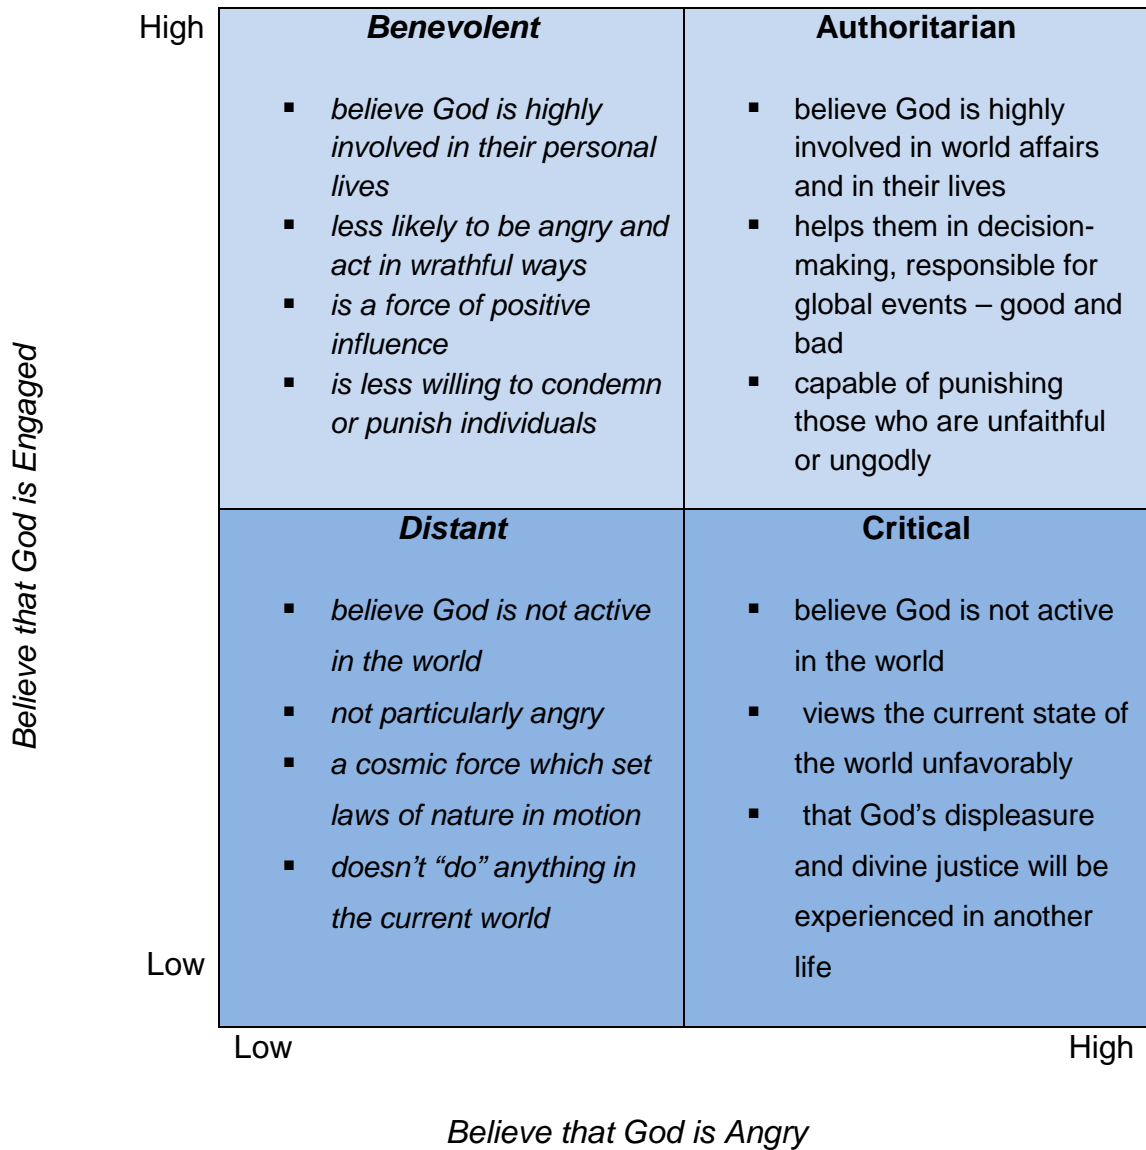 High
Benevolent
▪ believe God is highly
involved in their personal
lives
▪ less likely to be angry and
act in wrathful ways
▪ is a force of positive
influence
▪ is less willing to condemn
or punish individuals
Authoritarian
▪ believe God is highly
involved in world affairs
and in their lives
▪ helps them in decision-
making, responsible for
global events – good and
bad
▪ capable of punishing
those who are unfaithful
or ungodly
Believe that God is Engaged
Distant
▪ believe God is not active
in the world
▪ not particularly angry
▪ a cosmic force which set
laws of nature in motion
▪ doesn’t “do” anything in
the current world
Critical
▪ believe God is not active
in the world
▪ views the current state of
the world unfavorably
▪ that God’s displeasure
and divine justice will be
experienced in another
life
Low
Low
High
Believe that God is Angry